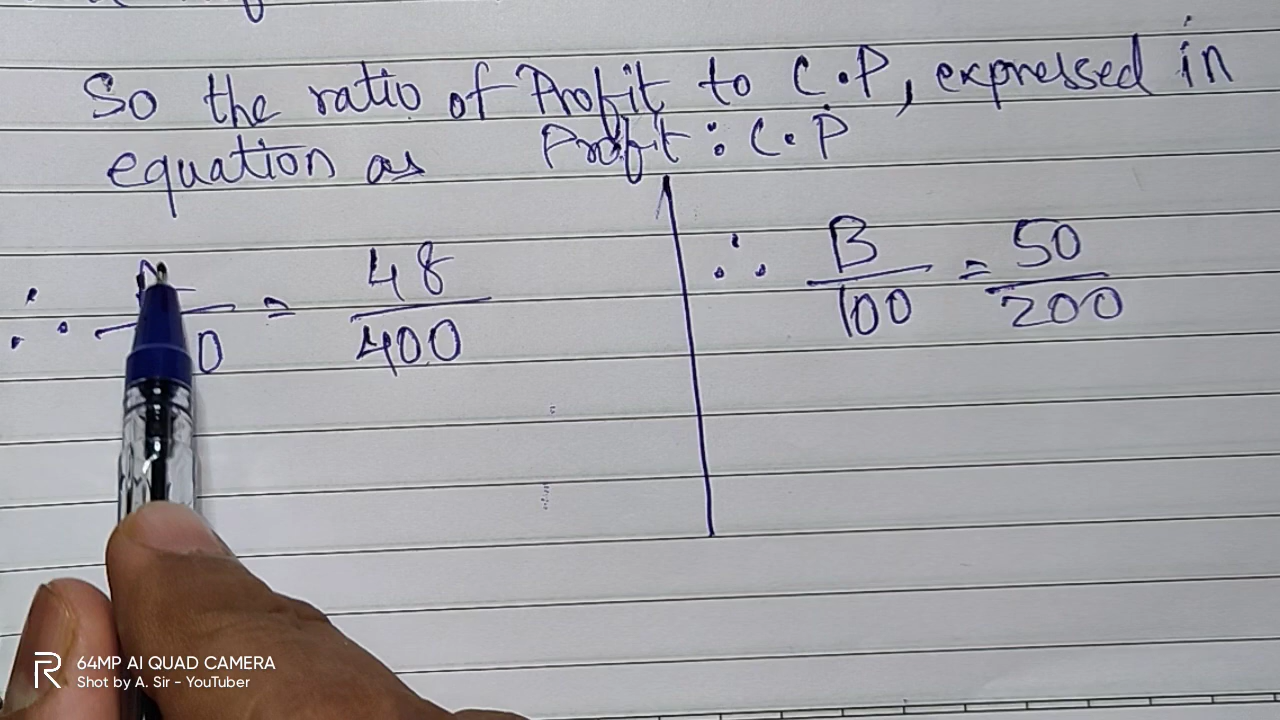 So the ratio of Profit to C.P, expressed in
equation as Profit : C.P
∴ 0 = 48/400
∴ B/100 = 50/200
64MP AI QUAD CAMERA
Shot by A. Sir - YouTuber